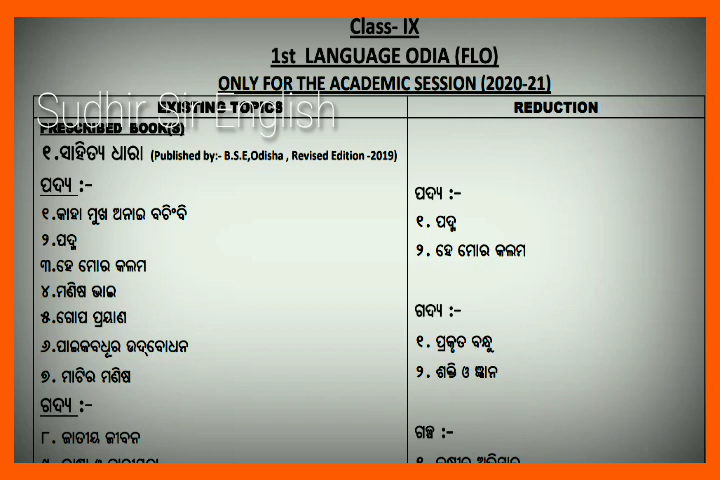 Class- IX
1st LANGUAGE ODIA (FLO)
ONLY FOR THE ACADEMIC SESSION (2020-21)
Sudhir Sir English
EXISTING TOPICS
REDUCTION
PRESCRIBED BOOK(S)
୧.ସାହିତ୍ୟ ଧାରା (Published by:- B.S.E,Odisha , Revised Edition -2019)
ପଦ୍ୟ :-
୧.କାହା ମୁଖ ଅନାଇ ବଚିଂବି
୨.ପଦ୍ମ
୩.ହେ ମୋର କଲମ
୪.ମଣିଷ ଭାଇ
୫.ଗୋପ ପ୍ରୟାଣ
୬.ପାଇକବଧୂର ଉଦ୍‌ବୋଧନ
୭. ମାଟିର ମଣିଷ
ଗଦ୍ୟ :-
୮. ଜାତୀୟ ଜୀବନ
ପଦ୍ୟ :-
୧. ପଦ୍ମ
୨. ହେ ମୋର କଲମ
ଗଦ୍ୟ :-
୧. ପ୍ରକୃତ ବନ୍ଧୁ
୨. ଶକ୍ତି ଓ ଜ୍ଞାନ
ଗଳ୍ପ :-